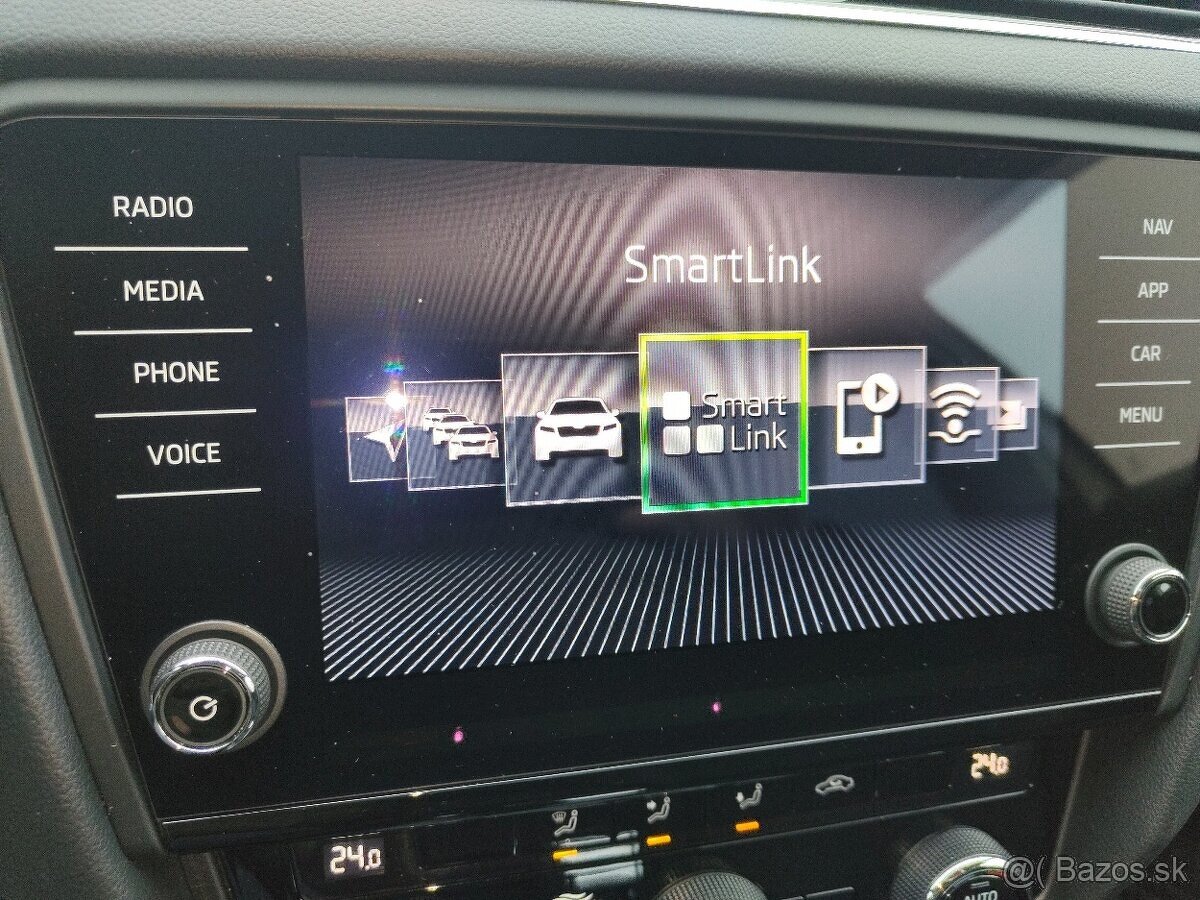 RADIO
MEDIA
PHONE
VOICE
SmartLink
Smart
Link
NAV
APP
CAR
MENU
24.0
24.0
AUTO
@( Bazos.sk